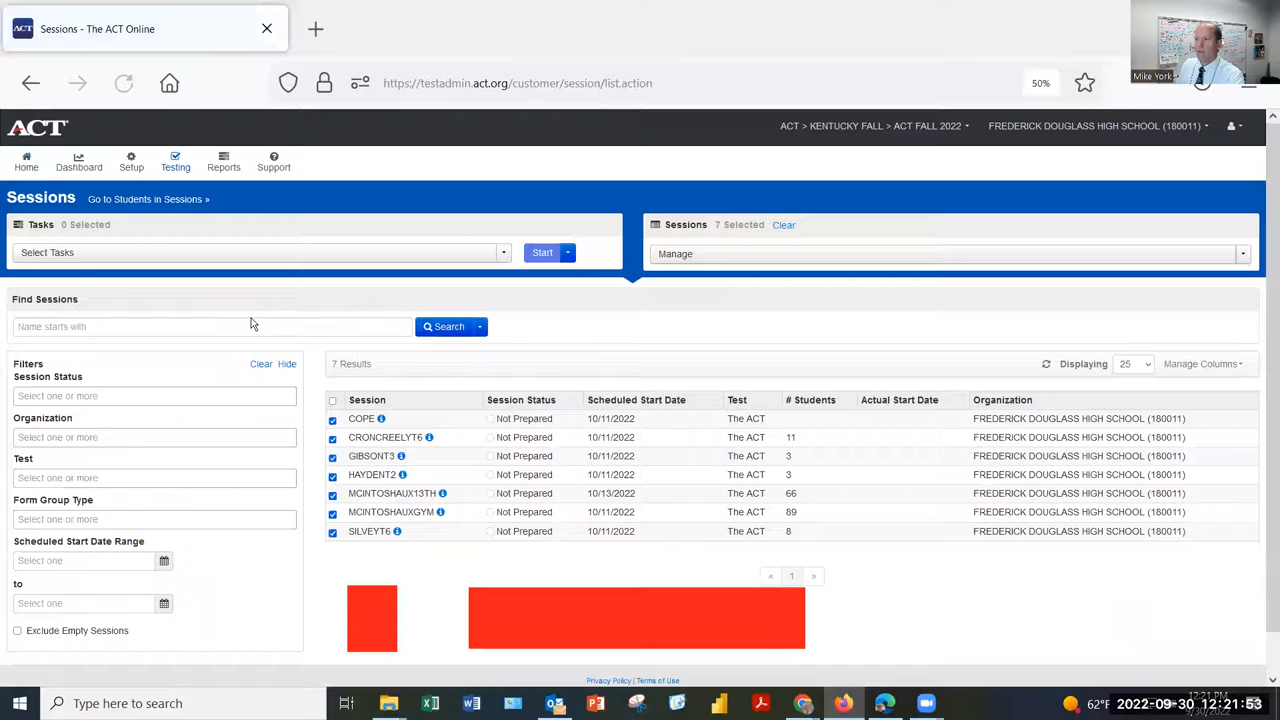 ACT Sessions - The ACT Online
Mike York
https://testadmin.act.org/customer/session/list.action 50%
ACT ACT > KENTUCKY FALL > ACT FALL 2022 FREDERICK DOUGLASS HIGH SCHOOL (180011)
Home Dashboard Setup Testing Reports Support
Sessions Go to Students in Sessions »
Tasks 0 Selected Sessions 7 Selected Clear
Select Tasks Start Manage
Find Sessions
Name starts with Search
Filters Clear Hide 7 Results Displaying 25 Manage Columns
Session Status
Select one or more
Session Session Status Scheduled Start Date Test # Students Actual Start Date Organization
COPE Not Prepared 10/11/2022 The ACT FREDERICK DOUGLASS HIGH SCHOOL (180011)
CRONCREELYT6 Not Prepared 10/11/2022 The ACT 11 FREDERICK DOUGLASS HIGH SCHOOL (180011)
GIBSONT3 Not Prepared 10/11/2022 The ACT 3 FREDERICK DOUGLASS HIGH SCHOOL (180011)
HAYDENT2 Not Prepared 10/11/2022 The ACT 3 FREDERICK DOUGLASS HIGH SCHOOL (180011)
MCINTOSHAUX13TH Not Prepared 10/13/2022 The ACT 66 FREDERICK DOUGLASS HIGH SCHOOL (180011)
MCINTOSHAUXGYM Not Prepared 10/11/2022 The ACT 89 FREDERICK DOUGLASS HIGH SCHOOL (180011)
SILVEYT6 Not Prepared 10/11/2022 The ACT 8 FREDERICK DOUGLASS HIGH SCHOOL (180011)
Organization
Select one or more
Test
Select one or more
Form Group Type
Select one or more
Scheduled Start Date Range
Select one
to
Select one
Exclude Empty Sessions
« 1 »
Privacy Policy | Terms of Use
Type here to search 62°F
12:21 PM
2022-09-30 12:21:53